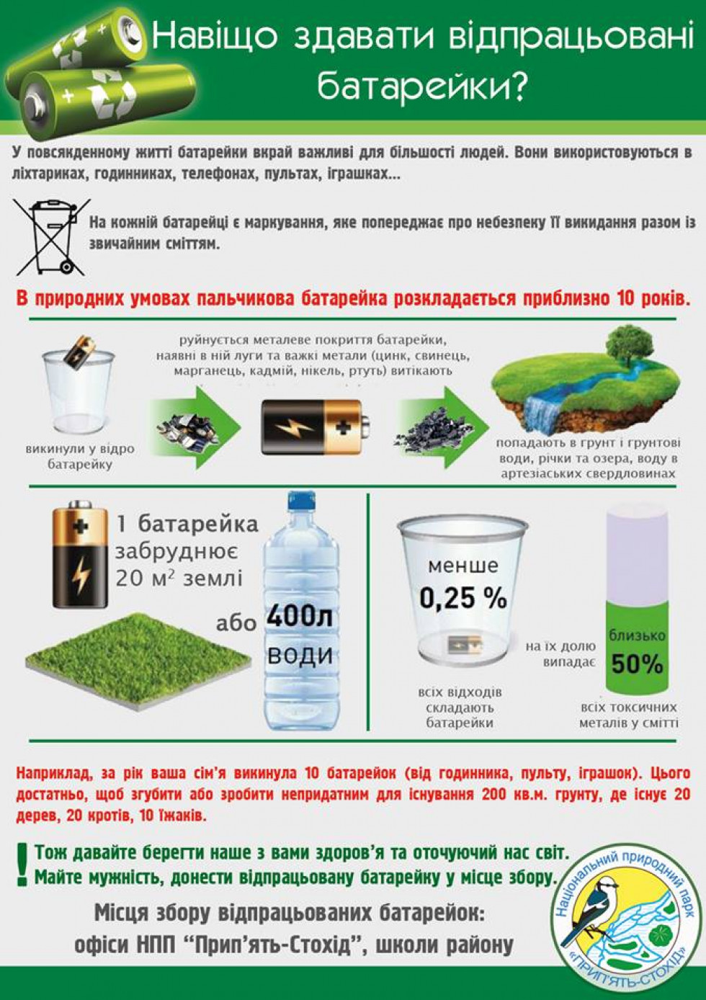 Навіщо здавати відпрацьовані
батарейки?
У повсякденному житті батарейки вкрай важливі для більшості людей. Вони використовуються в
ліхтариках, годинниках, телефонах, пультах, іграшках...
На кожній батарейці є маркування, яке попереджає про небезпеку її викидання разом із
звичайним сміттям.
В природних умовах пальчикова батарейка розкладається приблизно 10 років.
руйнується металеве покриття батарейки,
наявні в ній луги та важкі метали (цинк, свинець,
марганець, кадмій, нікель, ртуть) витікають
викинули у відро
батарейку
попадають в грунт і грунтові
води, річки та озера, воду в
артезіаських свердловинах
1 батарейка
забруднює
20 м² землі
або
400л
води
менше
0,25 %
всіх відходів
складають
батарейки
на їх долю
випадає
близько
50%
всіх токсичних
металів у смітті
Наприклад, за рік ваша сім'я викинула 10 батарейок (від годинника, пульту, іграшок). Цього
достатньо, щоб згубити або зробити непридатним для існування 200 кв.м. грунту, де існує 20
дерев, 20 кротів, 10 їжаків.
! Тож давайте берегти наше з вами здоров'я та оточуючий нас світ.
Майте мужність, донести відпрацьовану батарейку у місце збору.
Місця збору відпрацьованих батарейок:
офіси НПП "Прип'ять-Стохід", школи району
Національний природний парк
«ПРИП'ЯТЬ-СТОХІД»